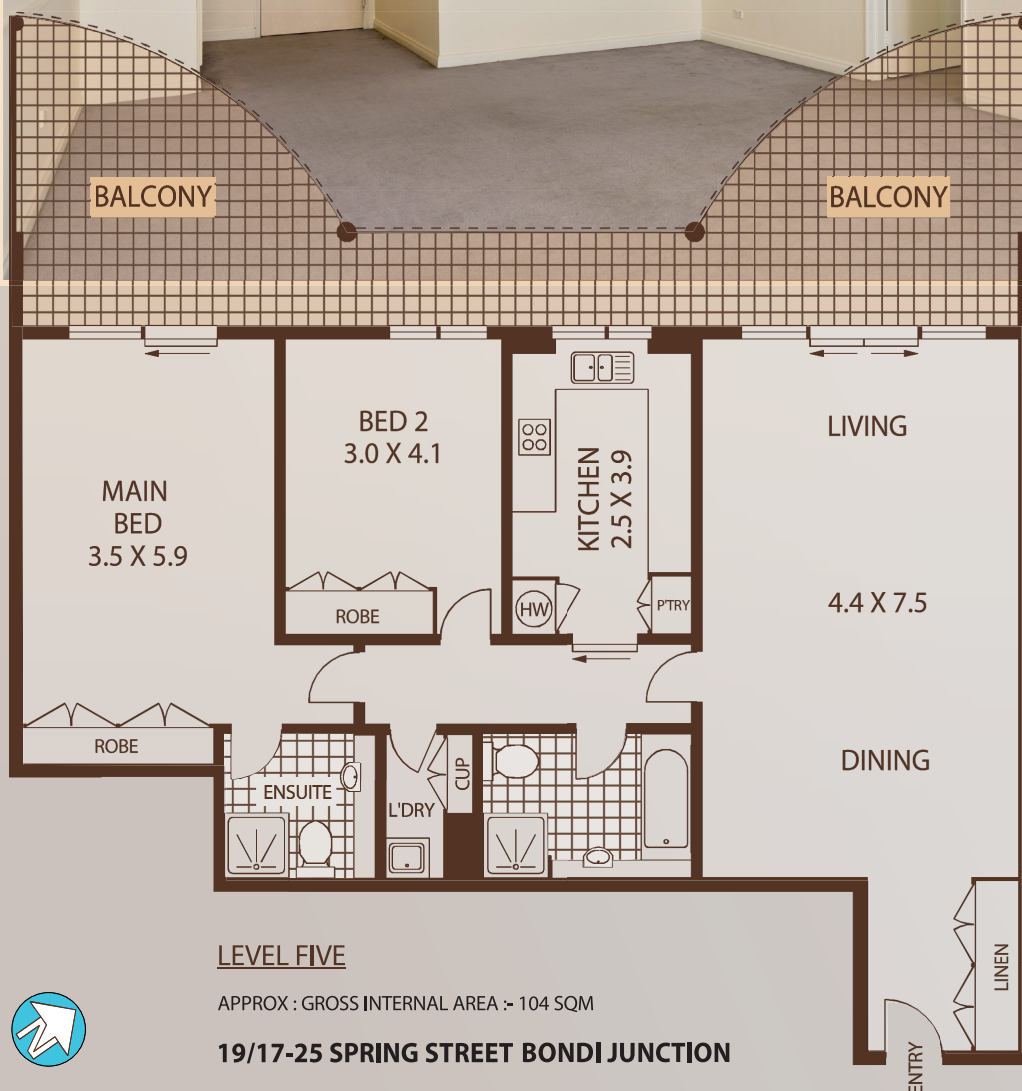 BALCONY
BALCONY
MAIN
BED
3.5 X 5.9
BED 2
3.0 X 4.1
KITCHEN
2.5 X 3.9
LIVING
4.4 X 7.5
DINING
HW
P'TRY
ROBE
ROBE
ENSUITE
L'DRY
CUP
LINEN
ENTRY
LEVEL FIVE
APPROX : GROSS INTERNAL AREA :- 104 SQM
19/17-25 SPRING STREET BONDI JUNCTION